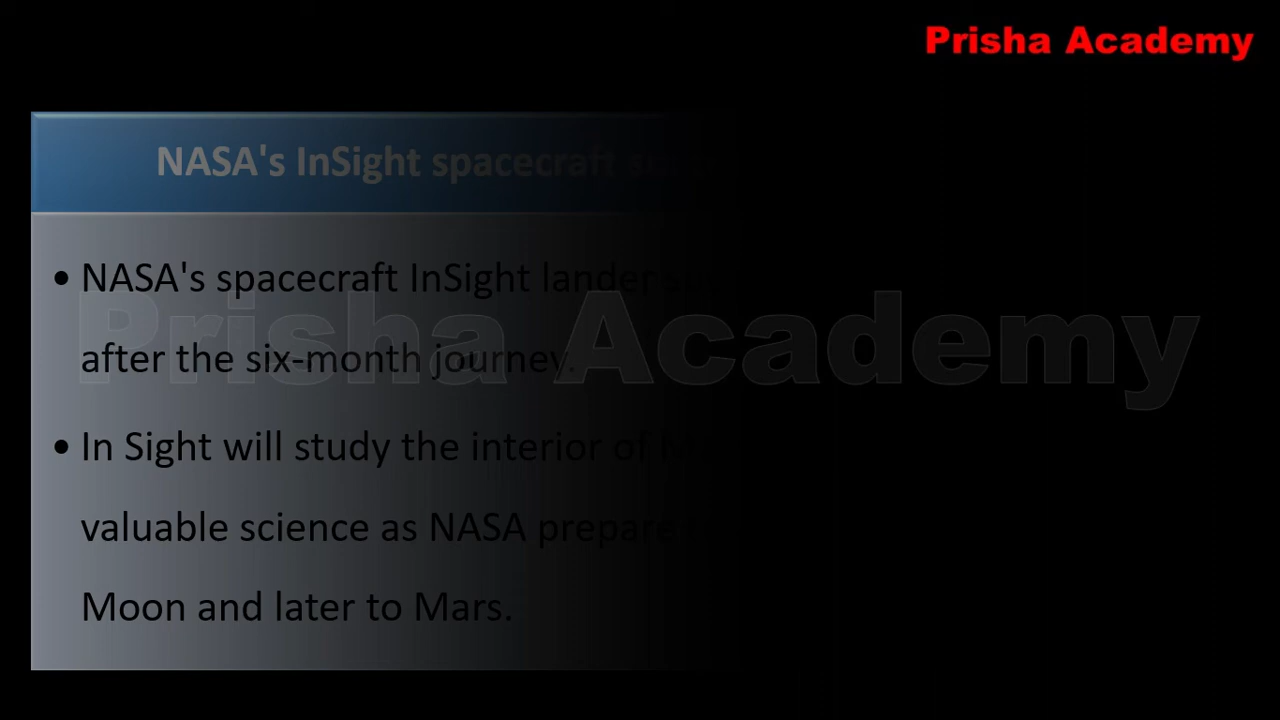 Prisha Academy
NASA's InSight spacecraft
NASA's spacecraft InSight lander
Prisha Academy
after the six-month journey.
In Sight will study the interior of
valuable science as NASA prepare
Moon and later to Mars.